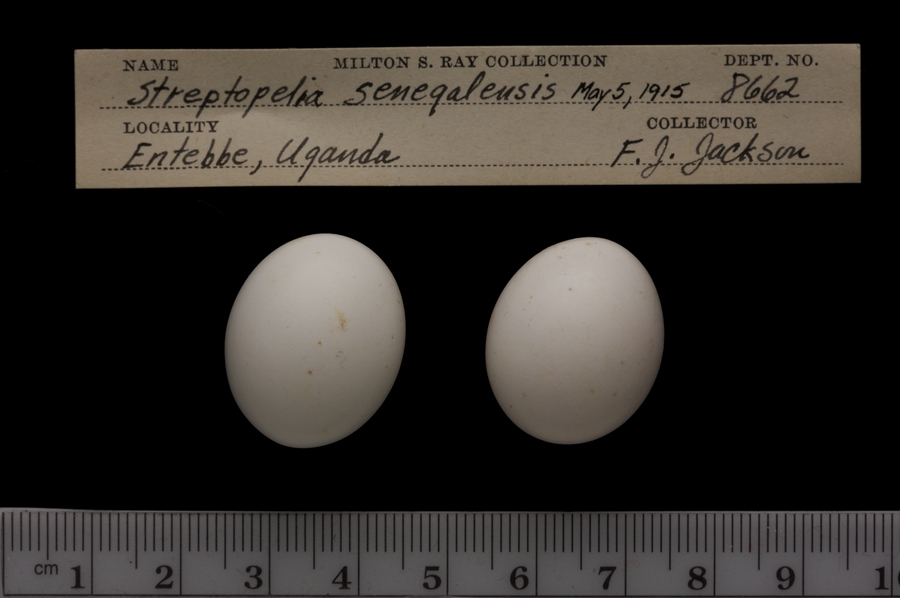 NAME MILTON S. RAY COLLECTION DEPT. NO.
Streptopelia senegalensis May 5, 1915 8662
LOCALITY COLLECTOR
Entebbe, Uganda F. J. Jackson
cm 1 2 3 4 5 6 7 8 9